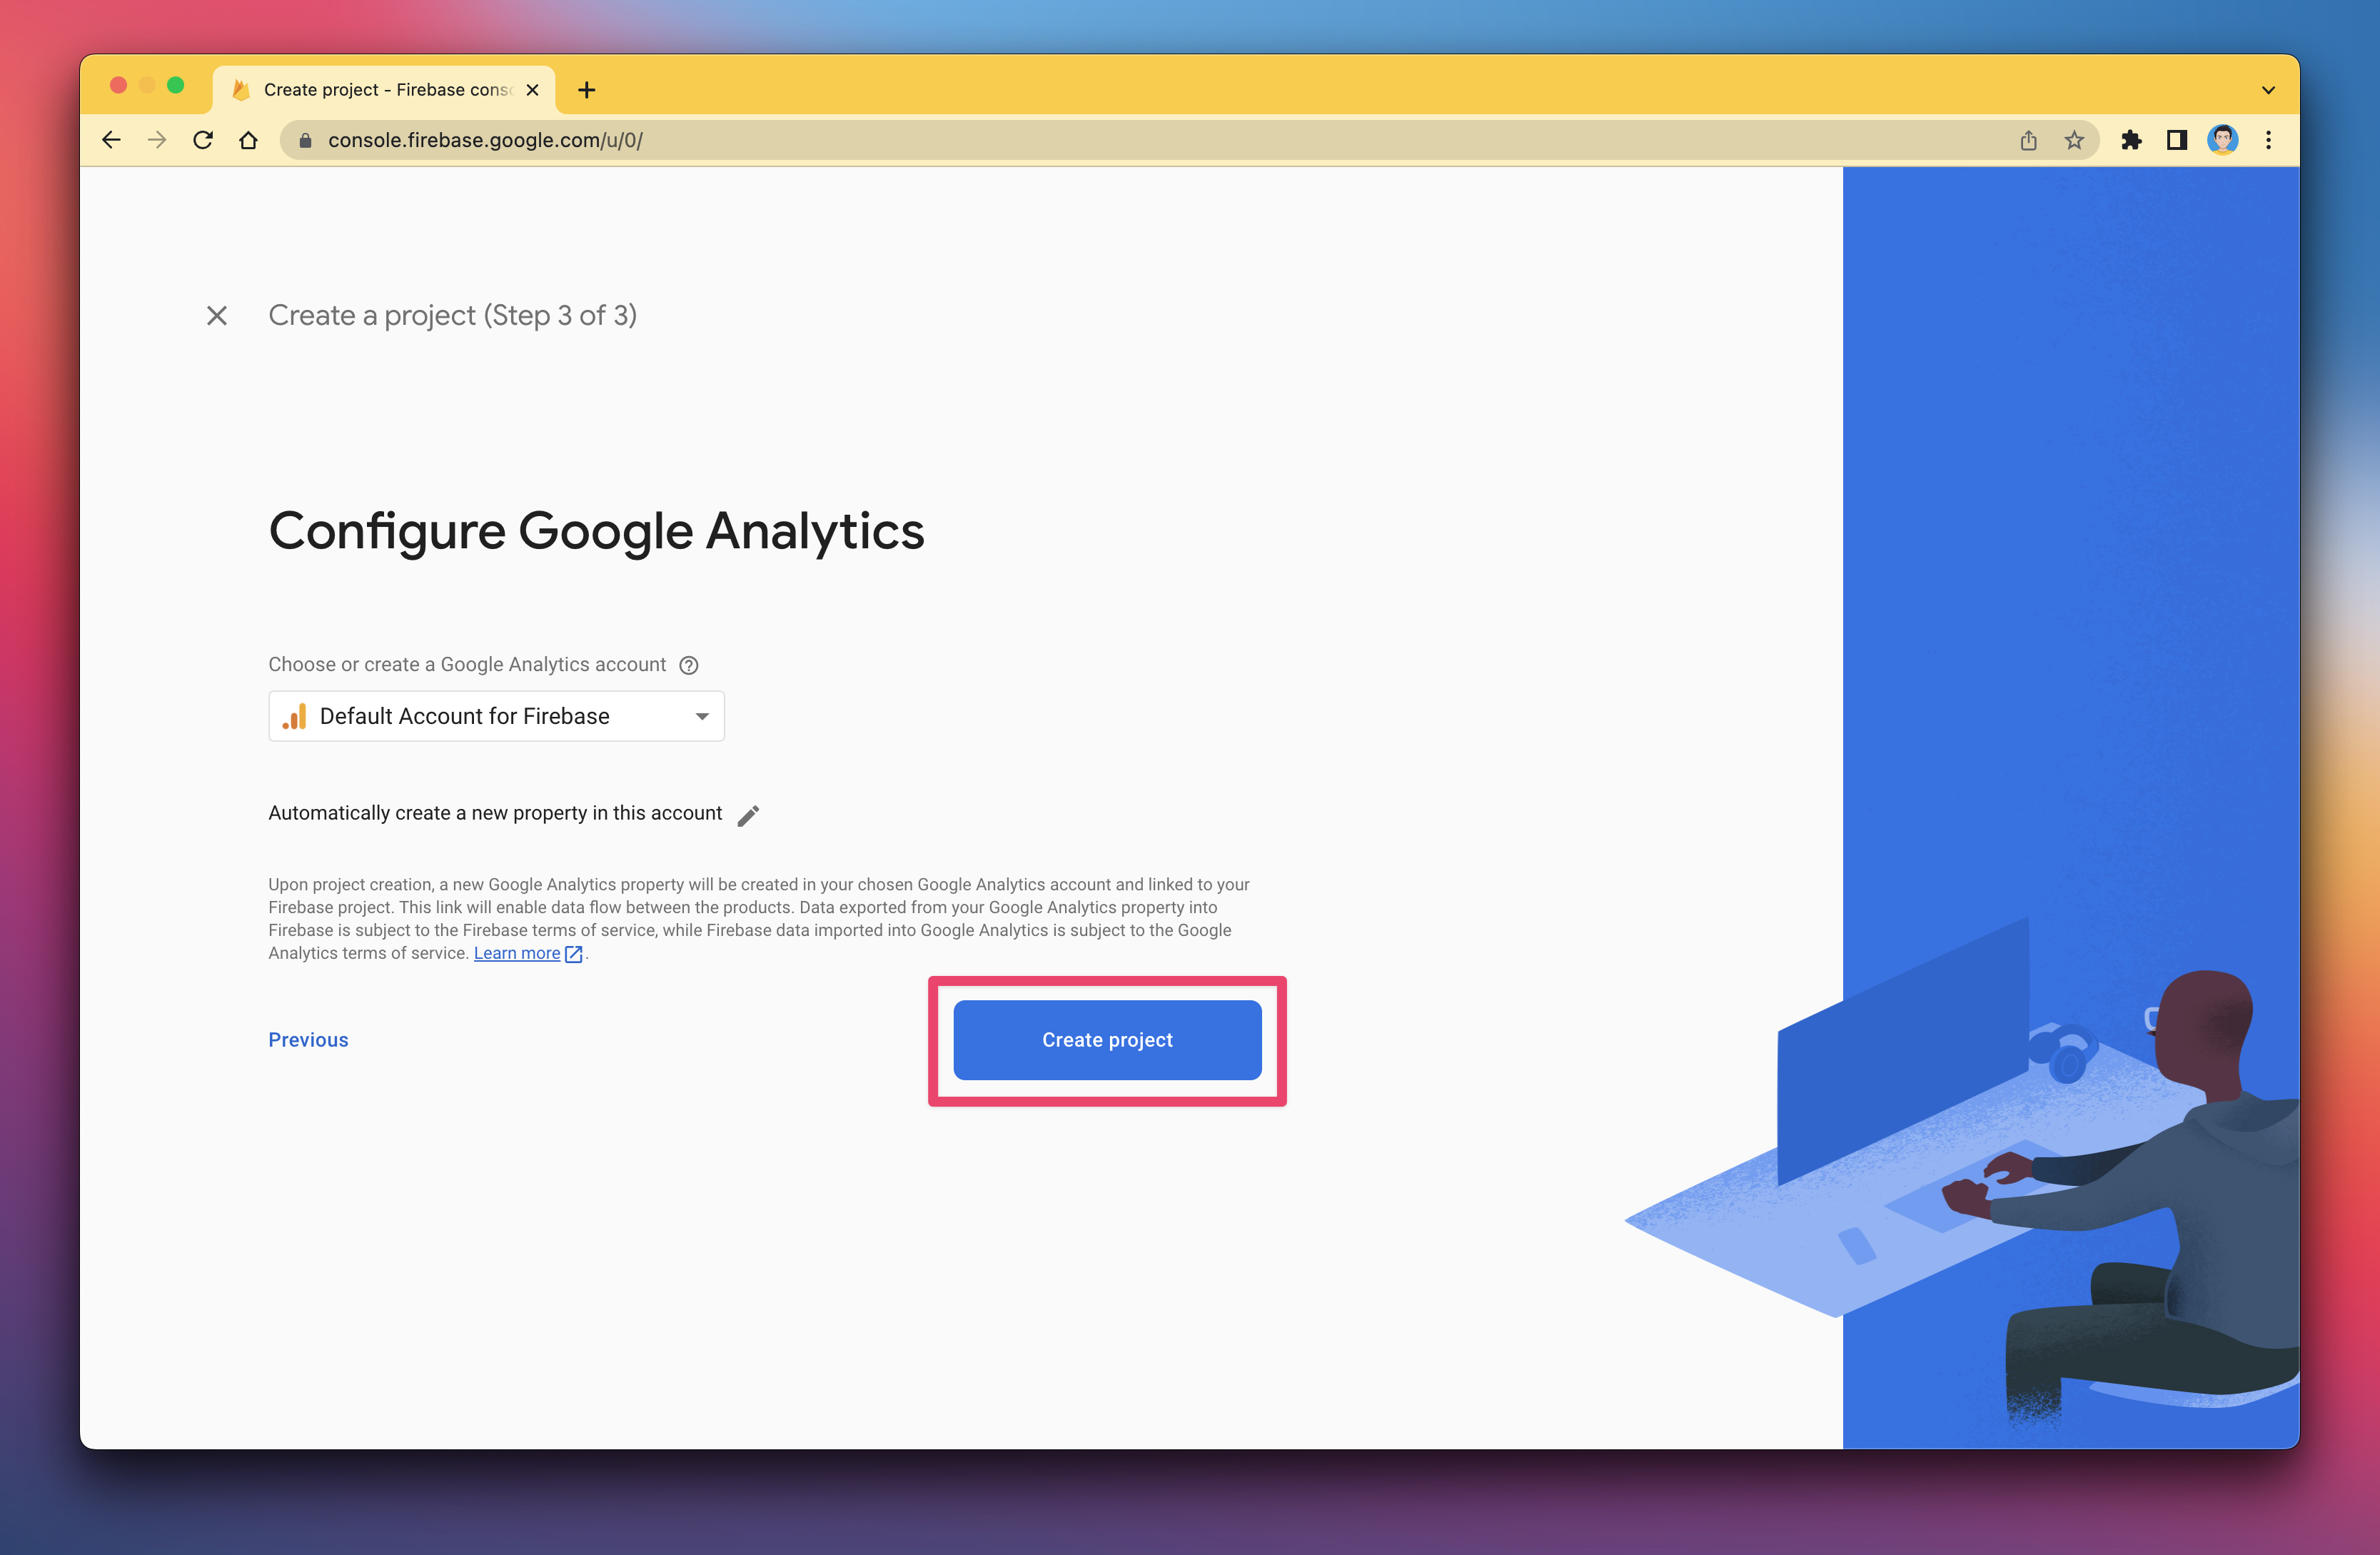 Create project - Firebase cons
console.firebase.google.com/u/0/
Create a project (Step 3 of 3)
Configure Google Analytics
Choose or create a Google Analytics account
Default Account for Firebase
Automatically create a new property in this account
Upon project creation, a new Google Analytics property will be created in your chosen Google Analytics account and linked to your
Firebase project. This link will enable data flow between the products. Data exported from your Google Analytics property into
Firebase is subject to the Firebase terms of service, while Firebase data imported into Google Analytics is subject to the Google
Analytics terms of service. Learn more.
Previous
Create project